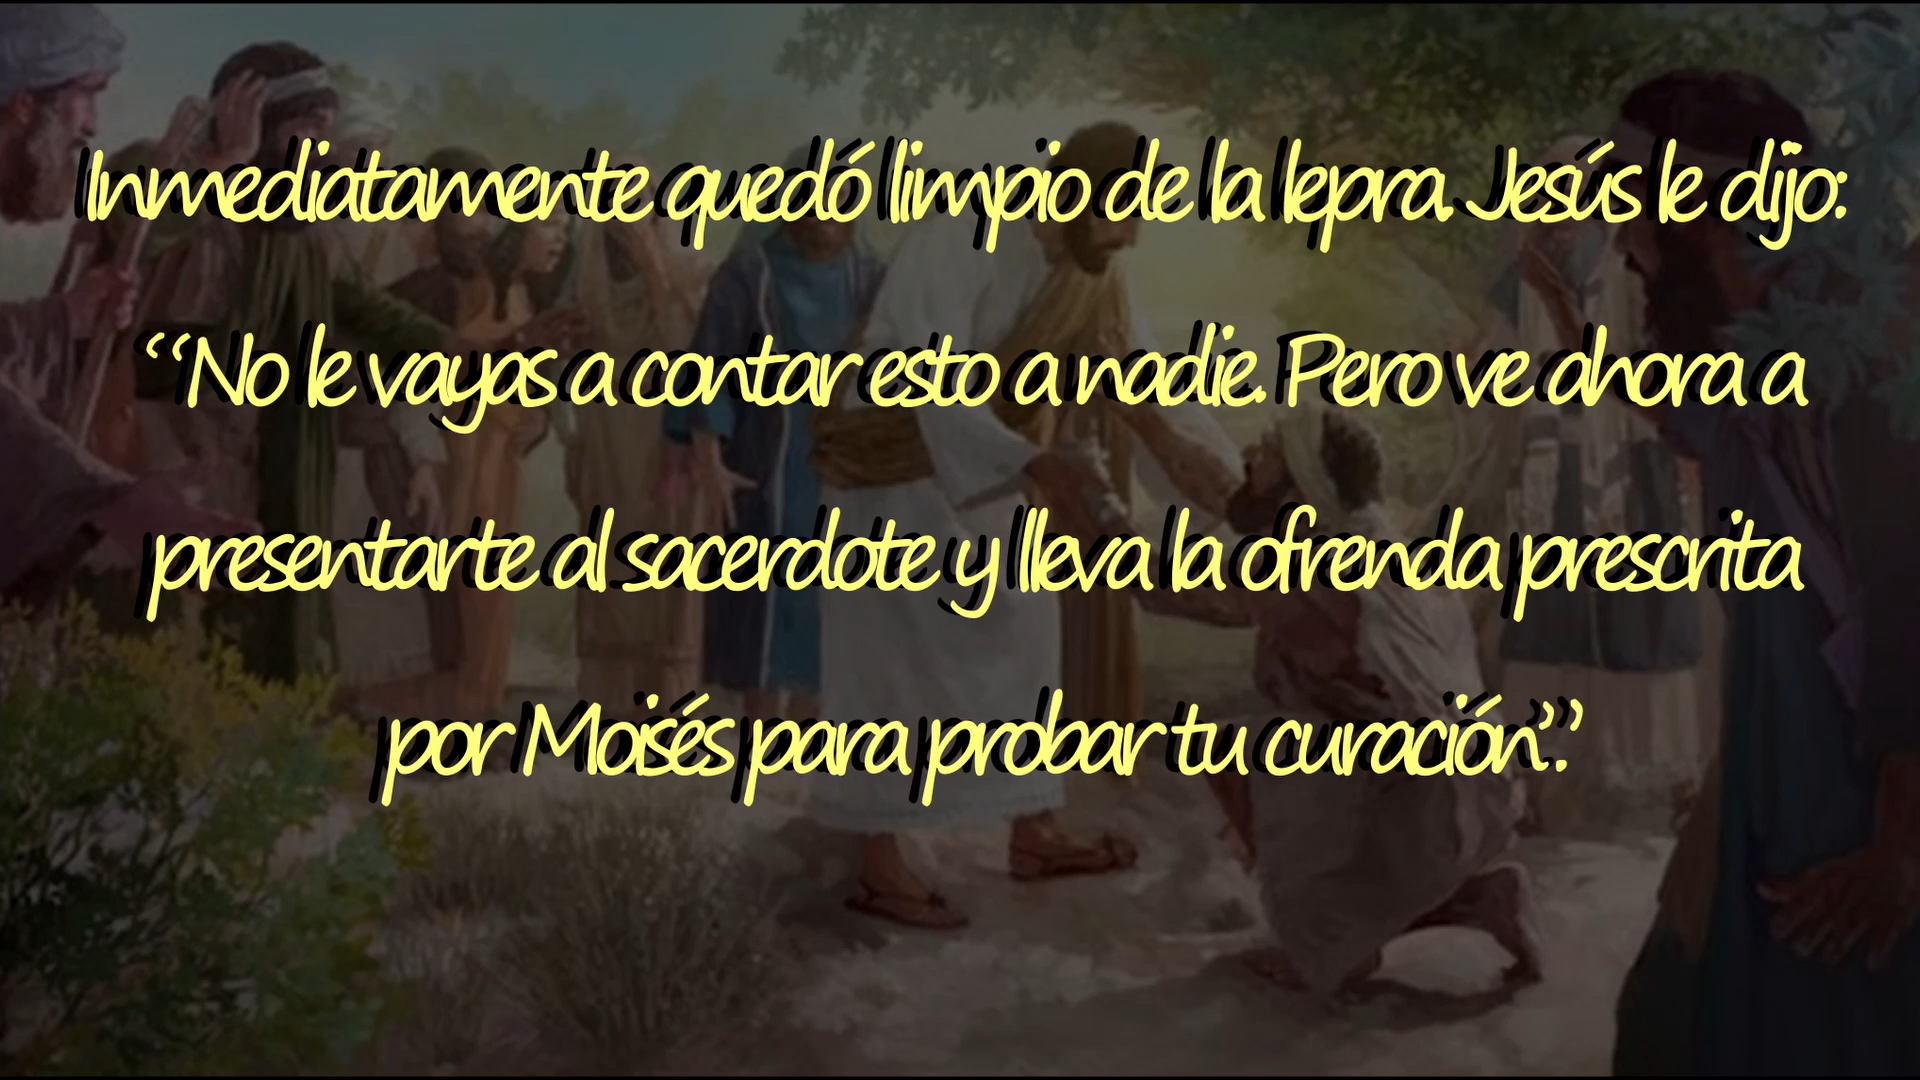 Inmediatamente quedó limpio de la lepra. Jesús le dijo:
“No le vayas a contar esto a nadie. Pero ve ahora a
presentarte al sacerdote y lleva la ofrenda prescrita
por Moisés para probar tu curación”.